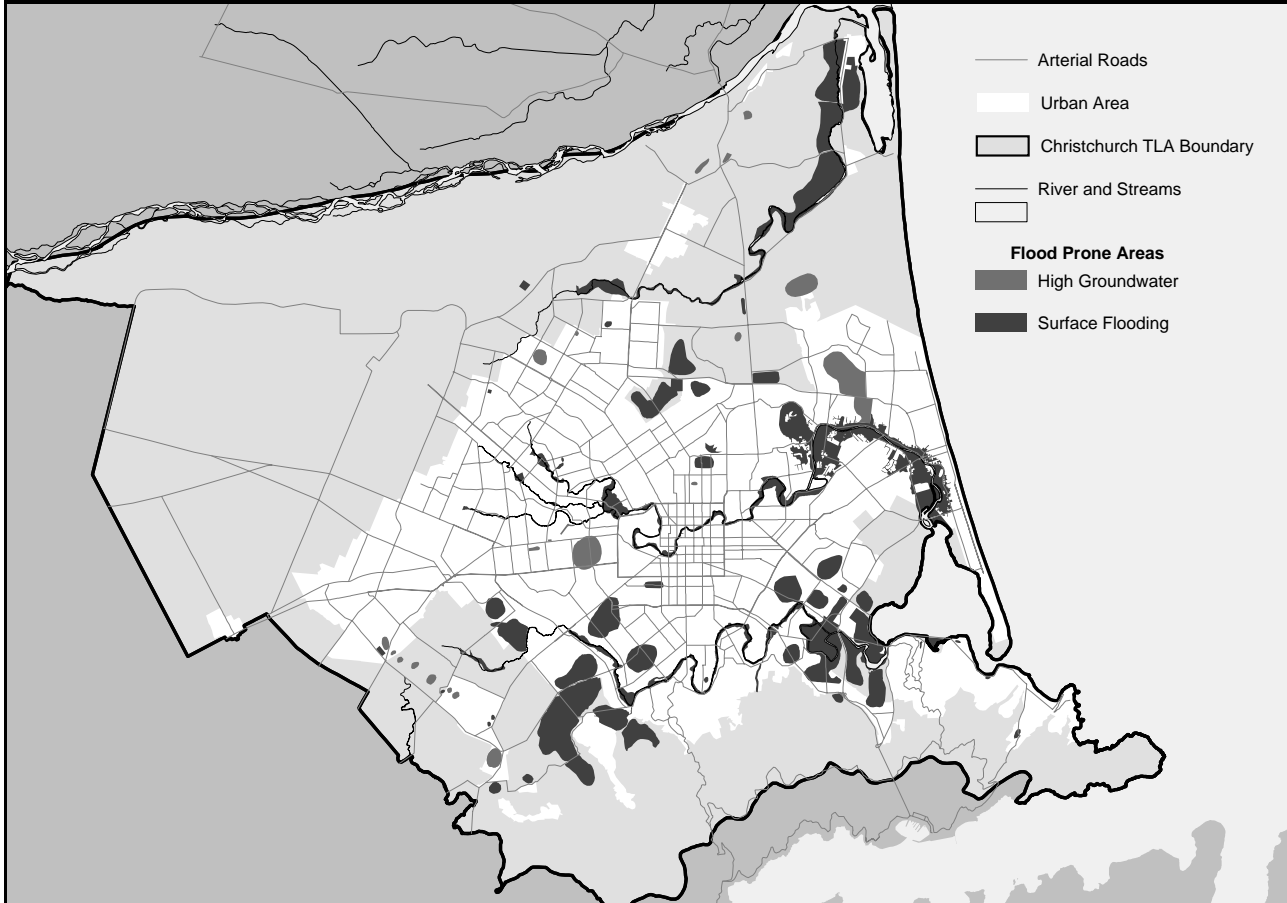 Arterial Roads
Urban Area
Christchurch TLA Boundary
River and Streams
Flood Prone Areas
High Groundwater
Surface Flooding